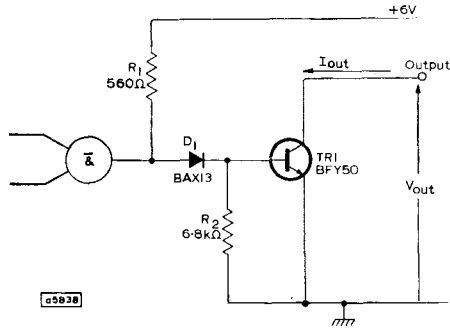 +6V
Iout
Output
R1
560Ω
&
D1
BAX13
TR1
BFY50
Vout
R2
6·8kΩ
a5838